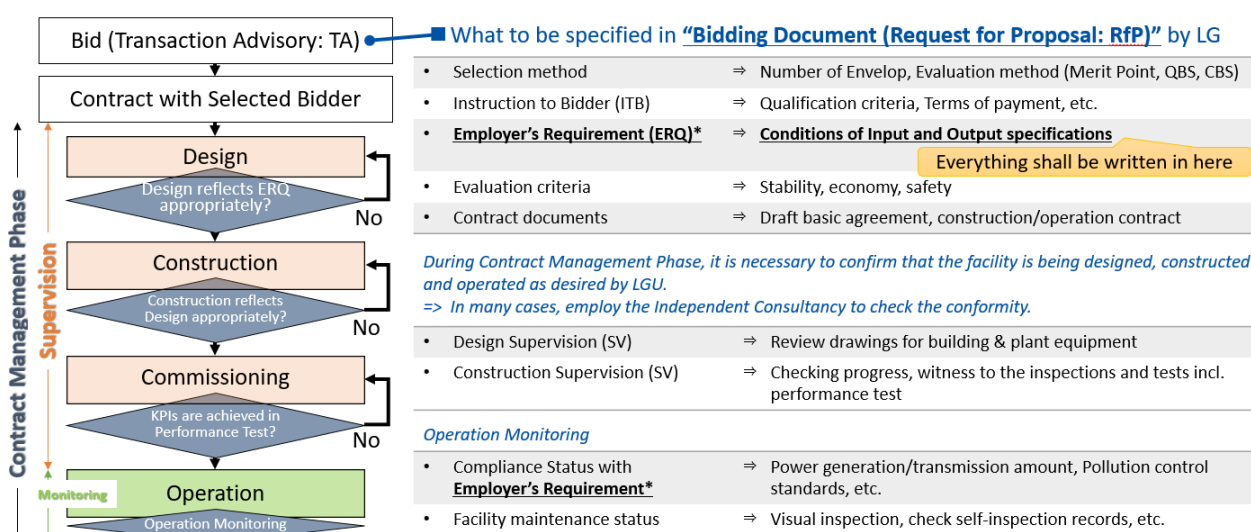 Bid (Transaction Advisory: TA)
Contract with Selected Bidder
Contract Management Phase
Supervision
Design
Design reflects ERQ
appropriately?
No
Construction
Construction reflects
Design appropriately?
No
Commissioning
KPIs are achieved in
Performance Test?
No
Monitoring
Operation
Operation Monitoring
■ What to be specified in “Bidding Document (Request for Proposal: RfP)” by LG
• Selection method ⇒ Number of Envelop, Evaluation method (Merit Point, QBS, CBS)
• Instruction to Bidder (ITB) ⇒ Qualification criteria, Terms of payment, etc.
• Employer’s Requirement (ERQ)* ⇒ Conditions of Input and Output specifications
Everything shall be written in here
• Evaluation criteria ⇒ Stability, economy, safety
• Contract documents ⇒ Draft basic agreement, construction/operation contract
During Contract Management Phase, it is necessary to confirm that the facility is being designed, constructed
and operated as desired by LGU.
=> In many cases, employ the Independent Consultancy to check the conformity.
• Design Supervision (SV) ⇒ Review drawings for building & plant equipment
• Construction Supervision (SV) ⇒ Checking progress, witness to the inspections and tests incl.
performance test
Operation Monitoring
• Compliance Status with ⇒ Power generation/transmission amount, Pollution control
Employer’s Requirement* standards, etc.
• Facility maintenance status ⇒ Visual inspection, check self-inspection records, etc.